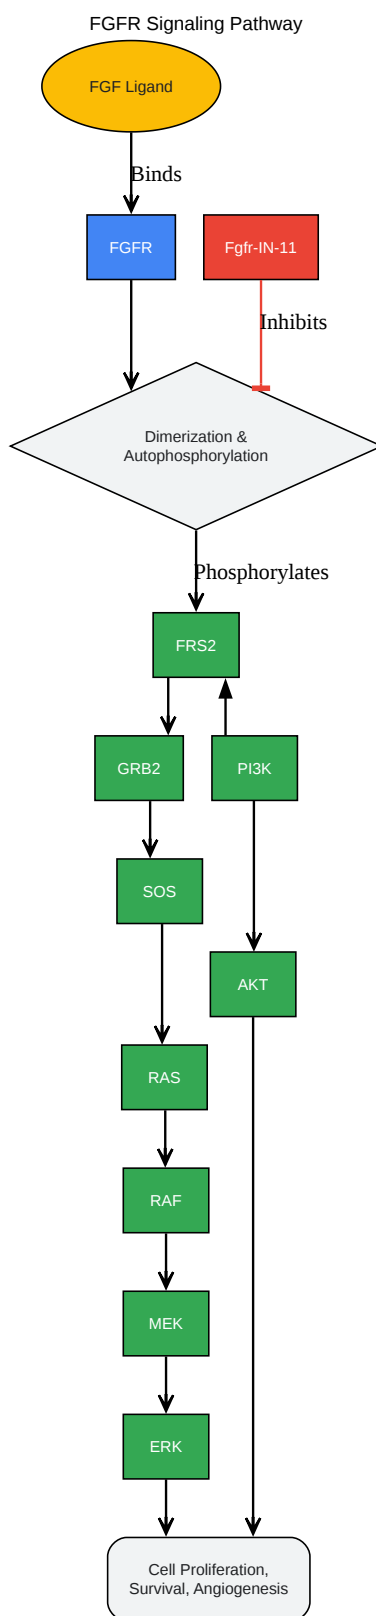 FGFR Signaling Pathway
FGF Ligand
Binds
FGFR
Fgfr-IN-11
Inhibits
Dimerization &
Autophosphorylation
Phosphorylates
FRS2
GRB2
PI3K
SOS
AKT
RAS
RAF
MEK
ERK
Cell Proliferation,
Survival, Angiogenesis